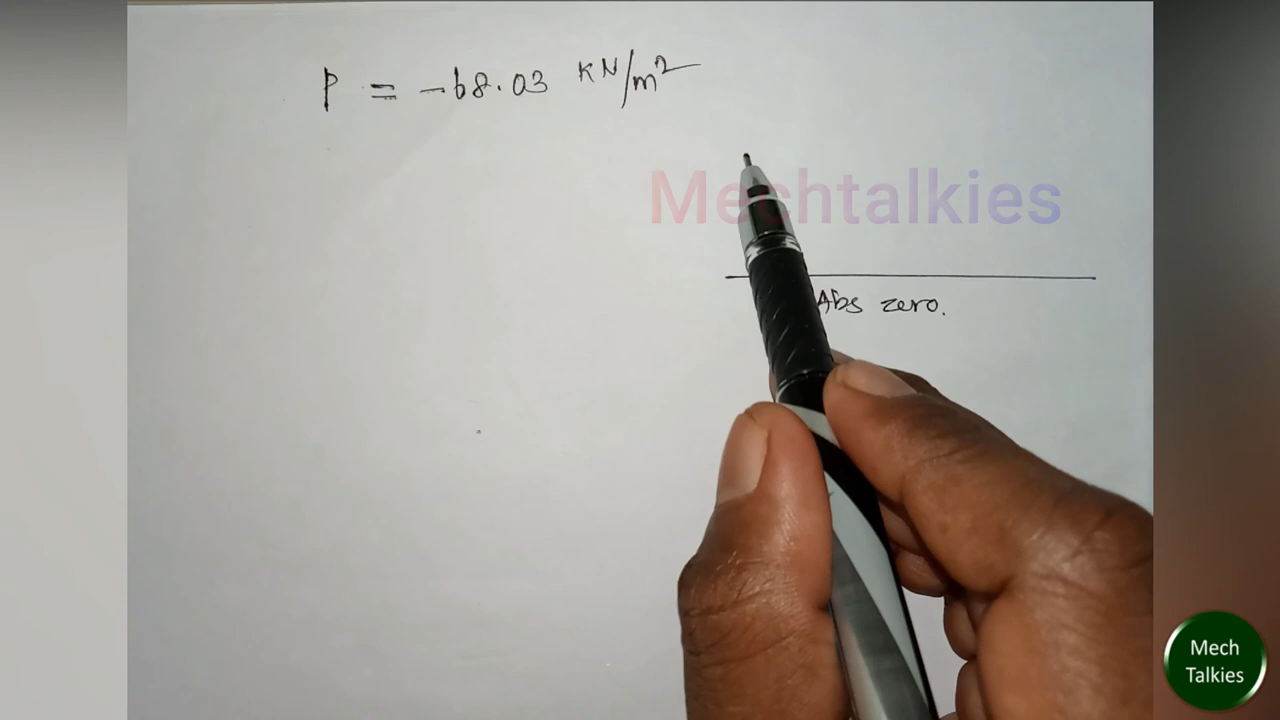 P = -68.03 KN/m²
Mechtalkies
Abs zero.
Mech
Talkies